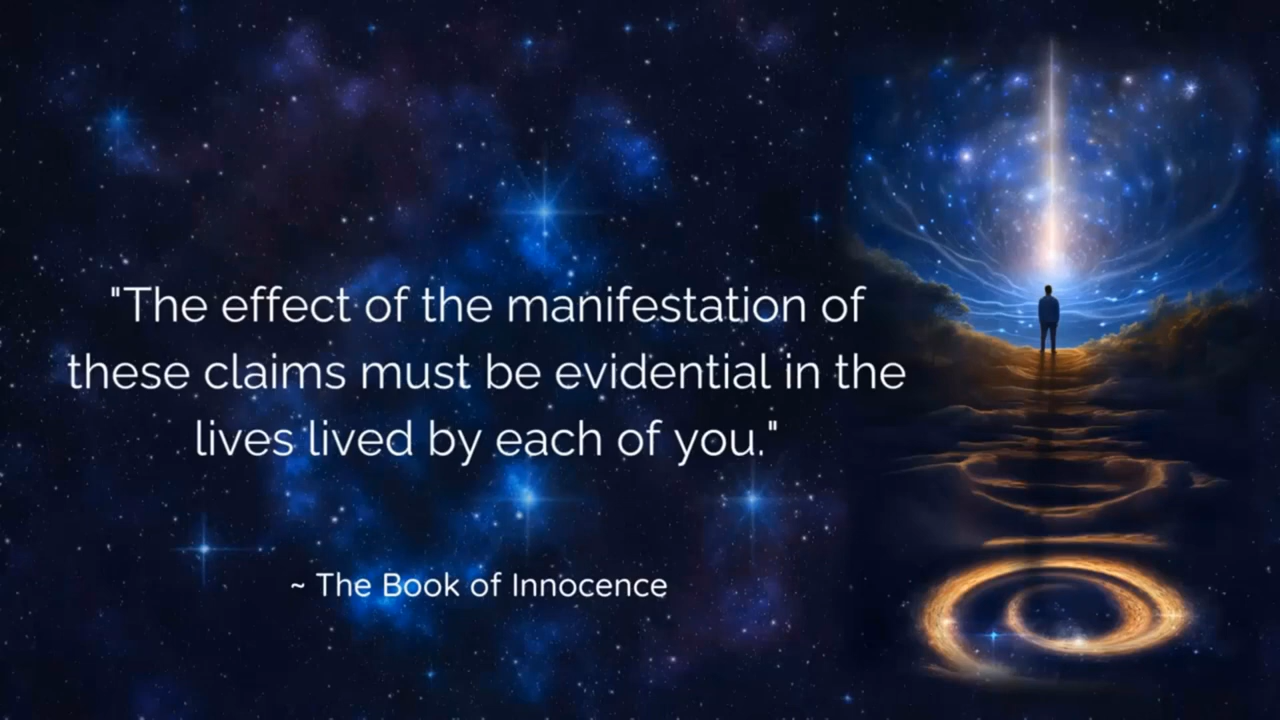 "The effect of the manifestation of
these claims must be evidential in the
lives lived by each of you."
~ The Book of Innocence